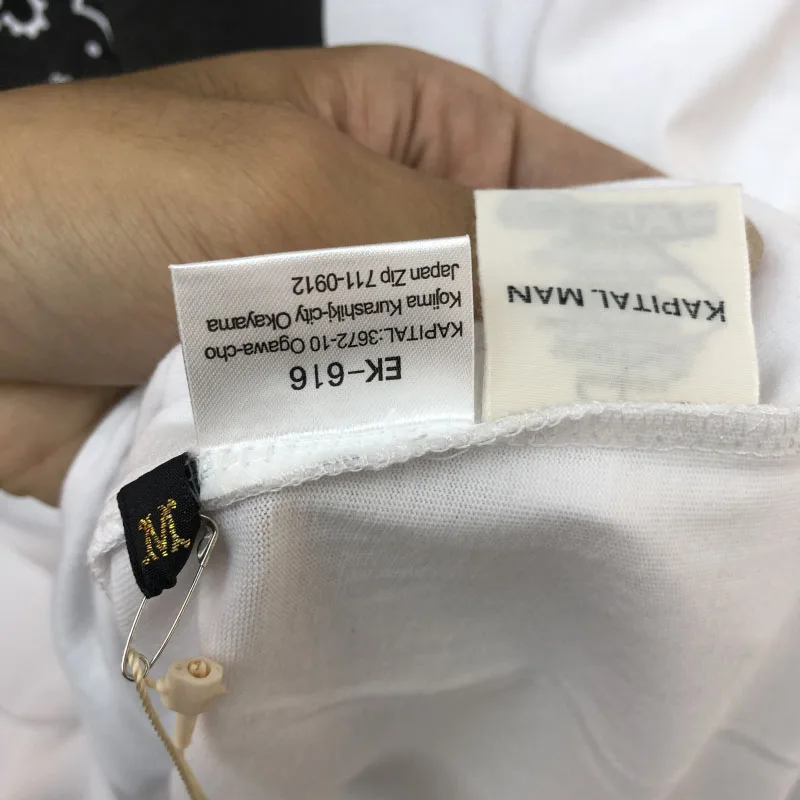 EK-616
KAPITAL:3672-10 Ogawa-cho
Kojima Kurashiki-city Okayama
Japan Zip 711-0912
KAPITAL MAN
M